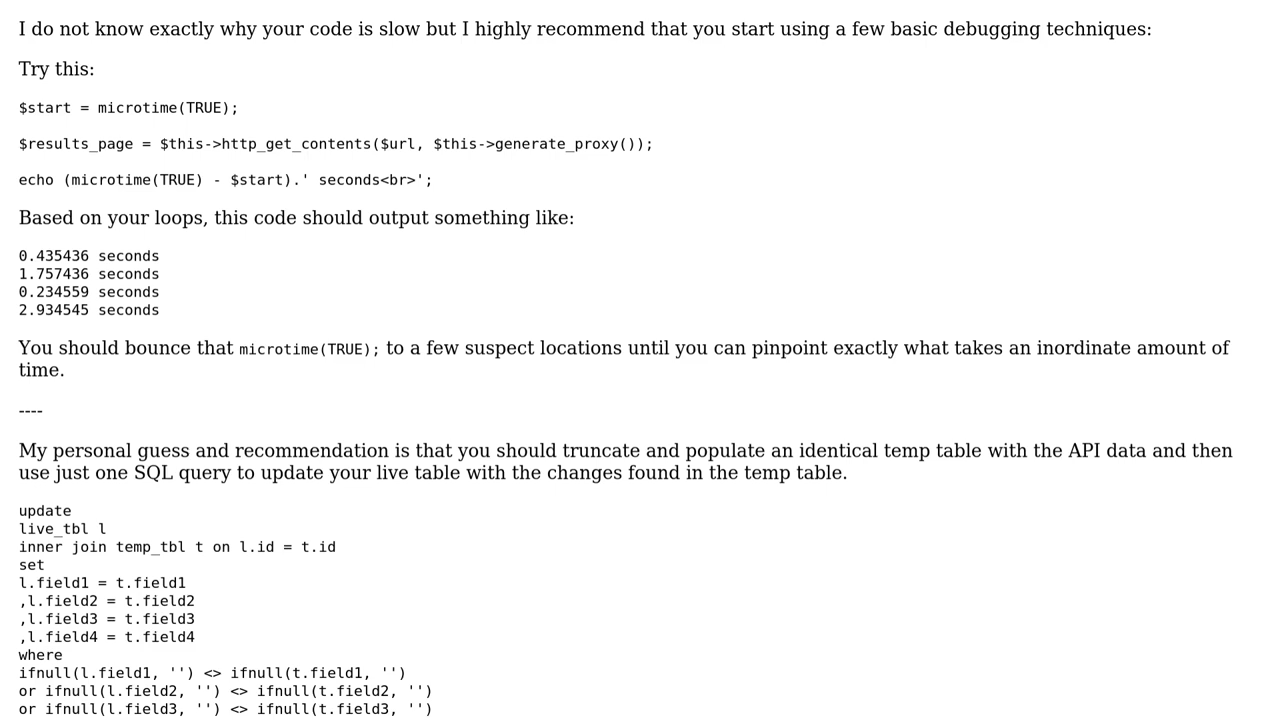 I do not know exactly why your code is slow but I highly recommend that you start using a few basic debugging techniques:
Try this:
$start = microtime(TRUE);
$results_page = $this->http_get_contents($url, $this->generate_proxy());
echo (microtime(TRUE) - $start).' seconds<br>';
Based on your loops, this code should output something like:
0.435436 seconds
1.757436 seconds
0.234559 seconds
2.934545 seconds
You should bounce that microtime(TRUE); to a few suspect locations until you can pinpoint exactly what takes an inordinate amount of
time.
----
My personal guess and recommendation is that you should truncate and populate an identical temp table with the API data and then
use just one SQL query to update your live table with the changes found in the temp table.
update
live_tbl l
inner join temp_tbl t on l.id = t.id
set
l.field1 = t.field1
,l.field2 = t.field2
,l.field3 = t.field3
,l.field4 = t.field4
where
ifnull(l.field1, '') <> ifnull(t.field1, '')
or ifnull(l.field2, '') <> ifnull(t.field2, '')
or ifnull(l.field3, '') <> ifnull(t.field3, '')